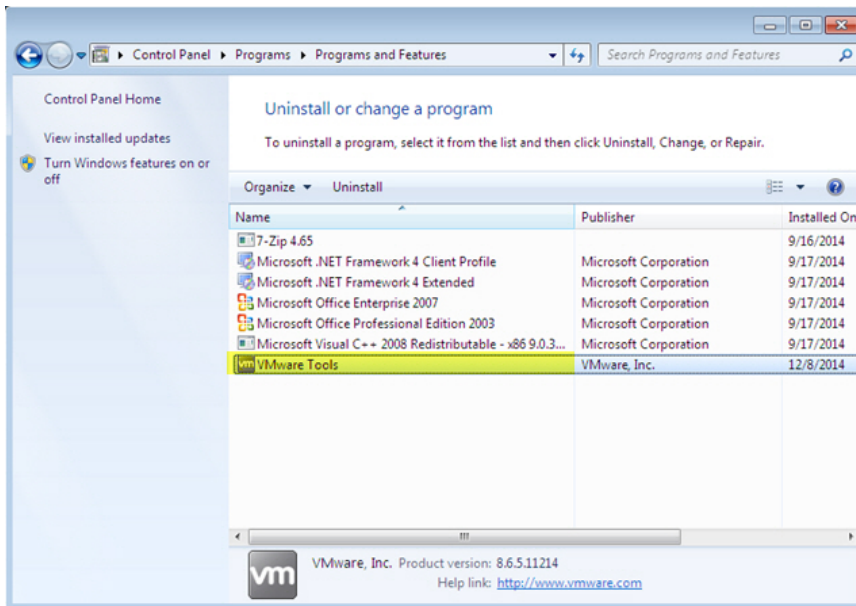 Control Panel Programs Programs and Features Search Programs and Features
Control Panel Home
View installed updates
Turn Windows features on or
off
Uninstall or change a program
To uninstall a program, select it from the list and then click Uninstall, Change, or Repair.
Organize Uninstall
Name Publisher Installed On
7-Zip 4.65 9/16/2014
Microsoft .NET Framework 4 Client Profile Microsoft Corporation 9/17/2014
Microsoft .NET Framework 4 Extended Microsoft Corporation 9/17/2014
Microsoft Office Enterprise 2007 Microsoft Corporation 9/17/2014
Microsoft Office Professional Edition 2003 Microsoft Corporation 9/17/2014
Microsoft Visual C++ 2008 Redistributable - x86 9.0.3... Microsoft Corporation 9/17/2014
vm VMware Tools VMware, Inc. 12/8/2014
vm VMware, Inc. Product version: 8.6.5.11214
Help link: http://www.vmware.com